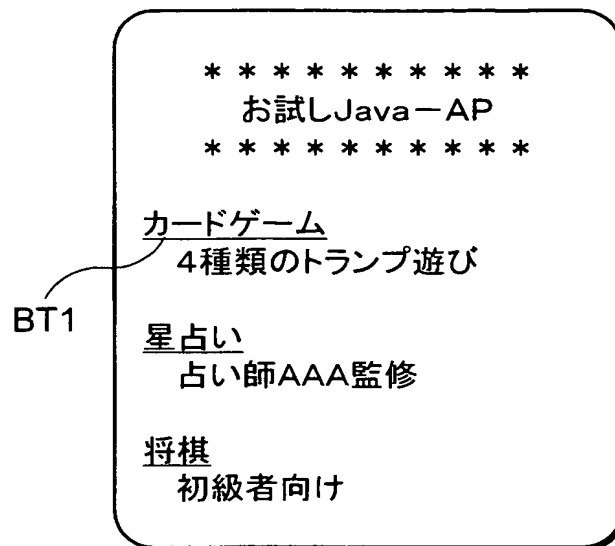 * * * * * * * * * *
お試しJava－AP
* * * * * * * * * *
カードゲーム
4種類のトランプ遊び
BT1
星占い
占い師AAA監修
将棋
初級者向け